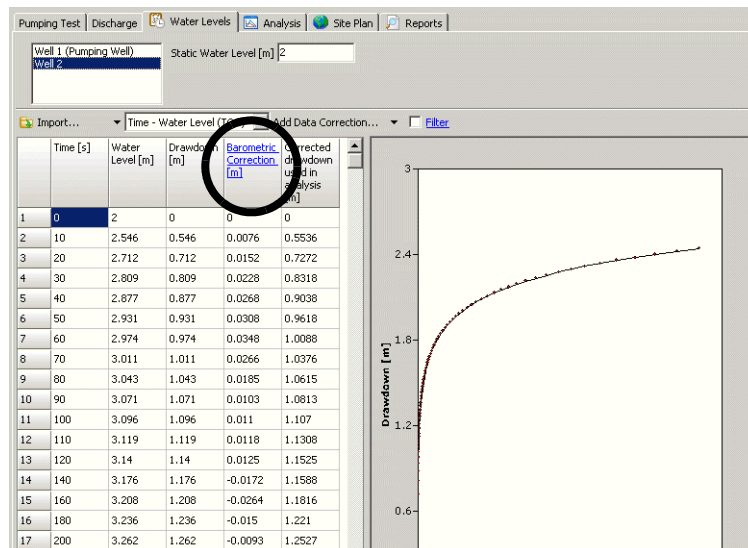 Pumping Test Discharge Water Levels Analysis Site Plan Reports
Well 1 (Pumping Well)
Well 2
Static Water Level [m] 2
Import... Time - Water Level Add Data Correction... Filter
Time [s] Water Level [m] Drawdown [m] Barometric Correction [m] Corrected drawdown used in analysis [m]
1 0 2 0 0 0
2 10 2.546 0.546 0.0076 0.5536
3 20 2.712 0.712 0.0152 0.7272
4 30 2.809 0.809 0.0228 0.8318
5 40 2.877 0.877 0.0268 0.9038
6 50 2.931 0.931 0.0308 0.9618
7 60 2.974 0.974 0.0348 1.0088
8 70 3.011 1.011 0.0266 1.0376
9 80 3.043 1.043 0.0185 1.0615
10 90 3.071 1.071 0.0103 1.0813
11 100 3.096 1.096 0.011 1.107
12 110 3.119 1.119 0.0118 1.1308
13 120 3.14 1.14 0.0125 1.1525
14 140 3.176 1.176 -0.0172 1.1588
15 160 3.208 1.208 -0.0264 1.1816
16 180 3.236 1.236 -0.015 1.221
17 200 3.262 1.262 -0.0093 1.2527
3
2.4
1.8
1.2
0.6
Drawdown [m]